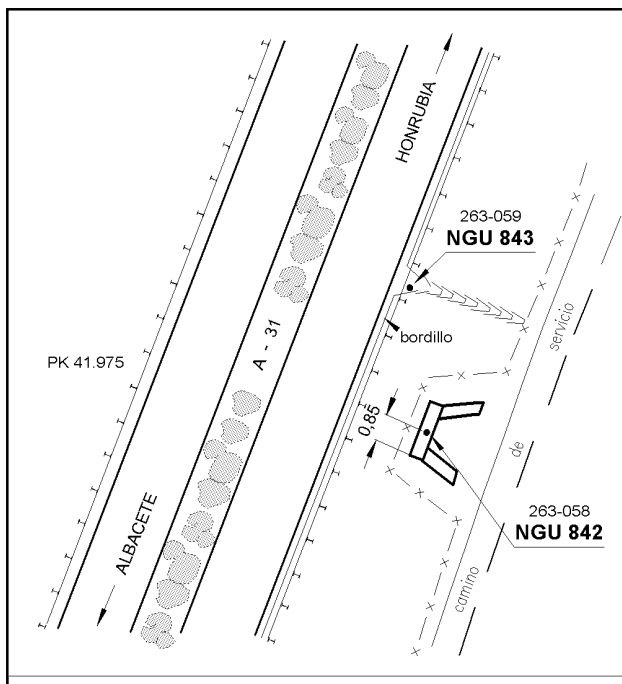 HONRUBIA
263-059
NGU 843
bordillo
A - 31
PK 41.975
servicio
0,85
de
263-058
NGU 842
ALBACETE
camino